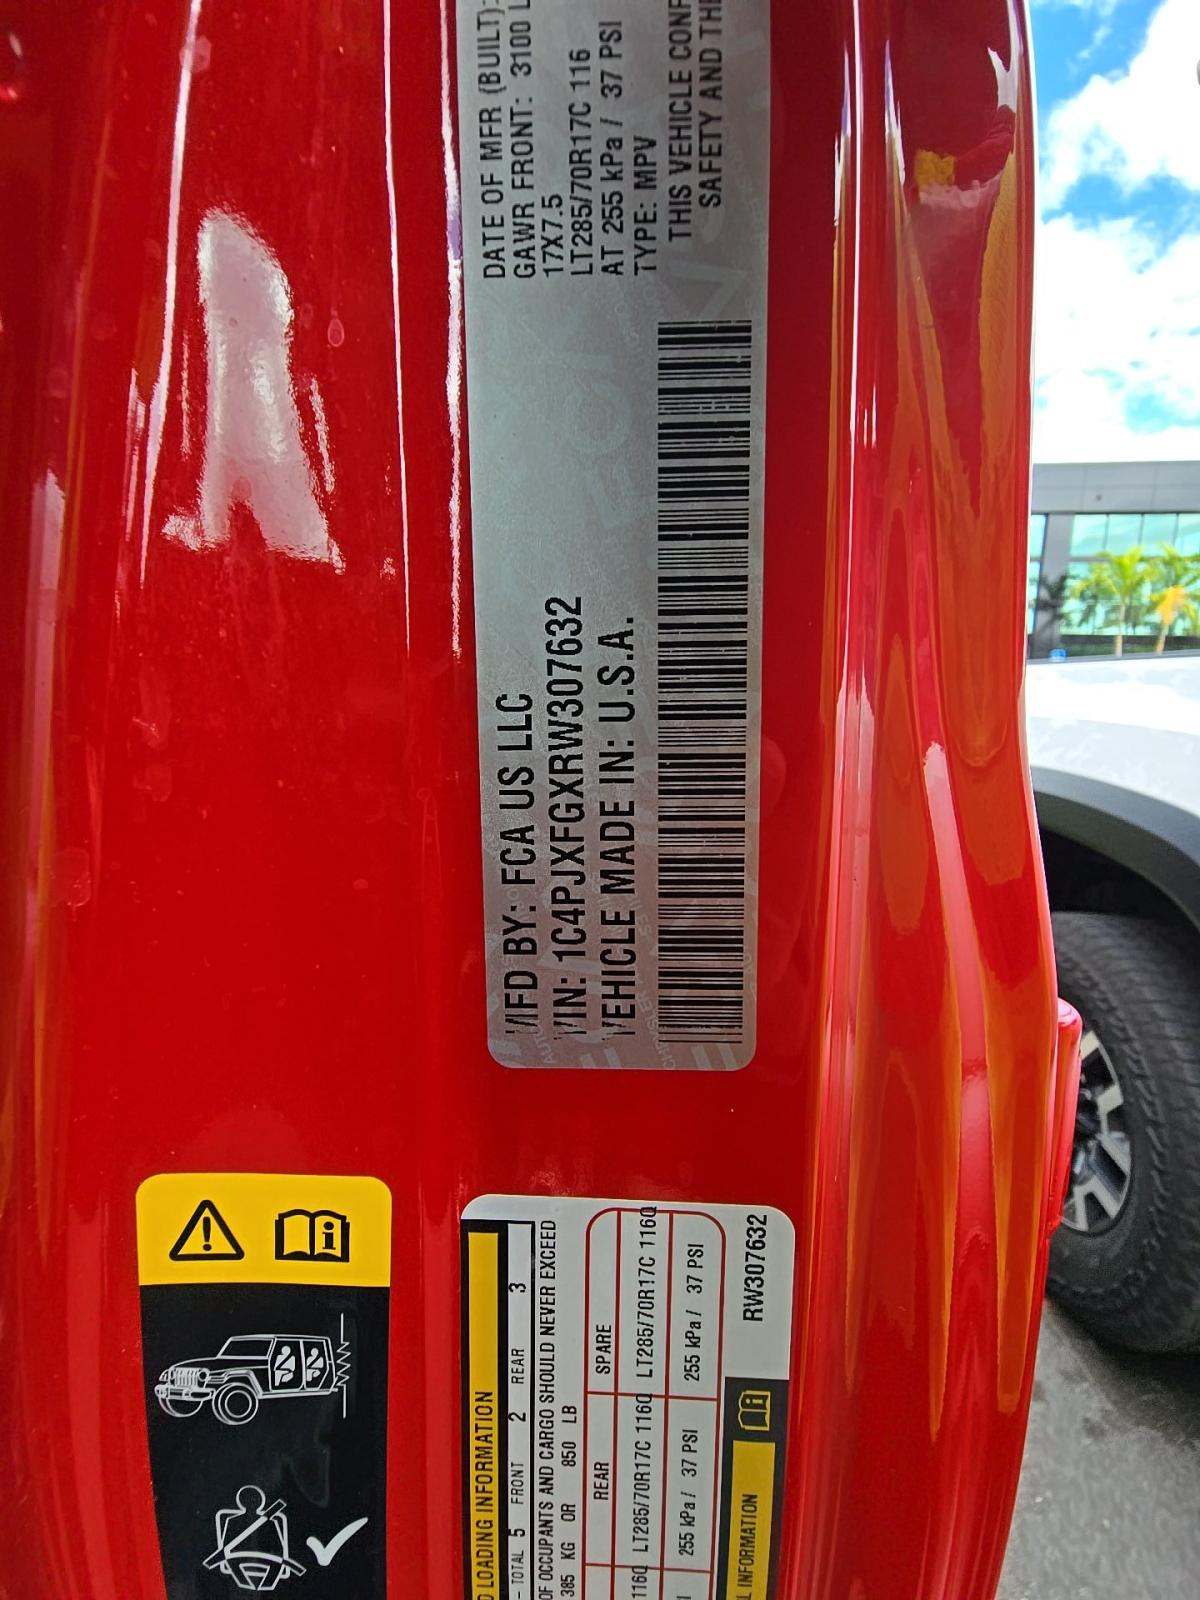 MFD BY: FCA US LLC
VIN: 1C4PJXFGXRW307632
VEHICLE MADE IN: U.S.A.
DATE OF MFR (BUILT):
GAWR FRONT: 3100 L
17X7.5
LT285/70R17C 116
AT 255 kPa / 37 PSI
TYPE: MPV
THIS VEHICLE CONF
SAFETY AND THE
LOADING INFORMATION
- TOTAL 5 FRONT 2 REAR 3
OF OCCUPANTS AND CARGO SHOULD NEVER EXCEED
385 KG OR 850 LB
REAR SPARE
116Q LT285/70R17C 116Q LT285/70R17C 116Q
255 kPa / 37 PSI 255 kPa / 37 PSI
L INFORMATION
RW307632